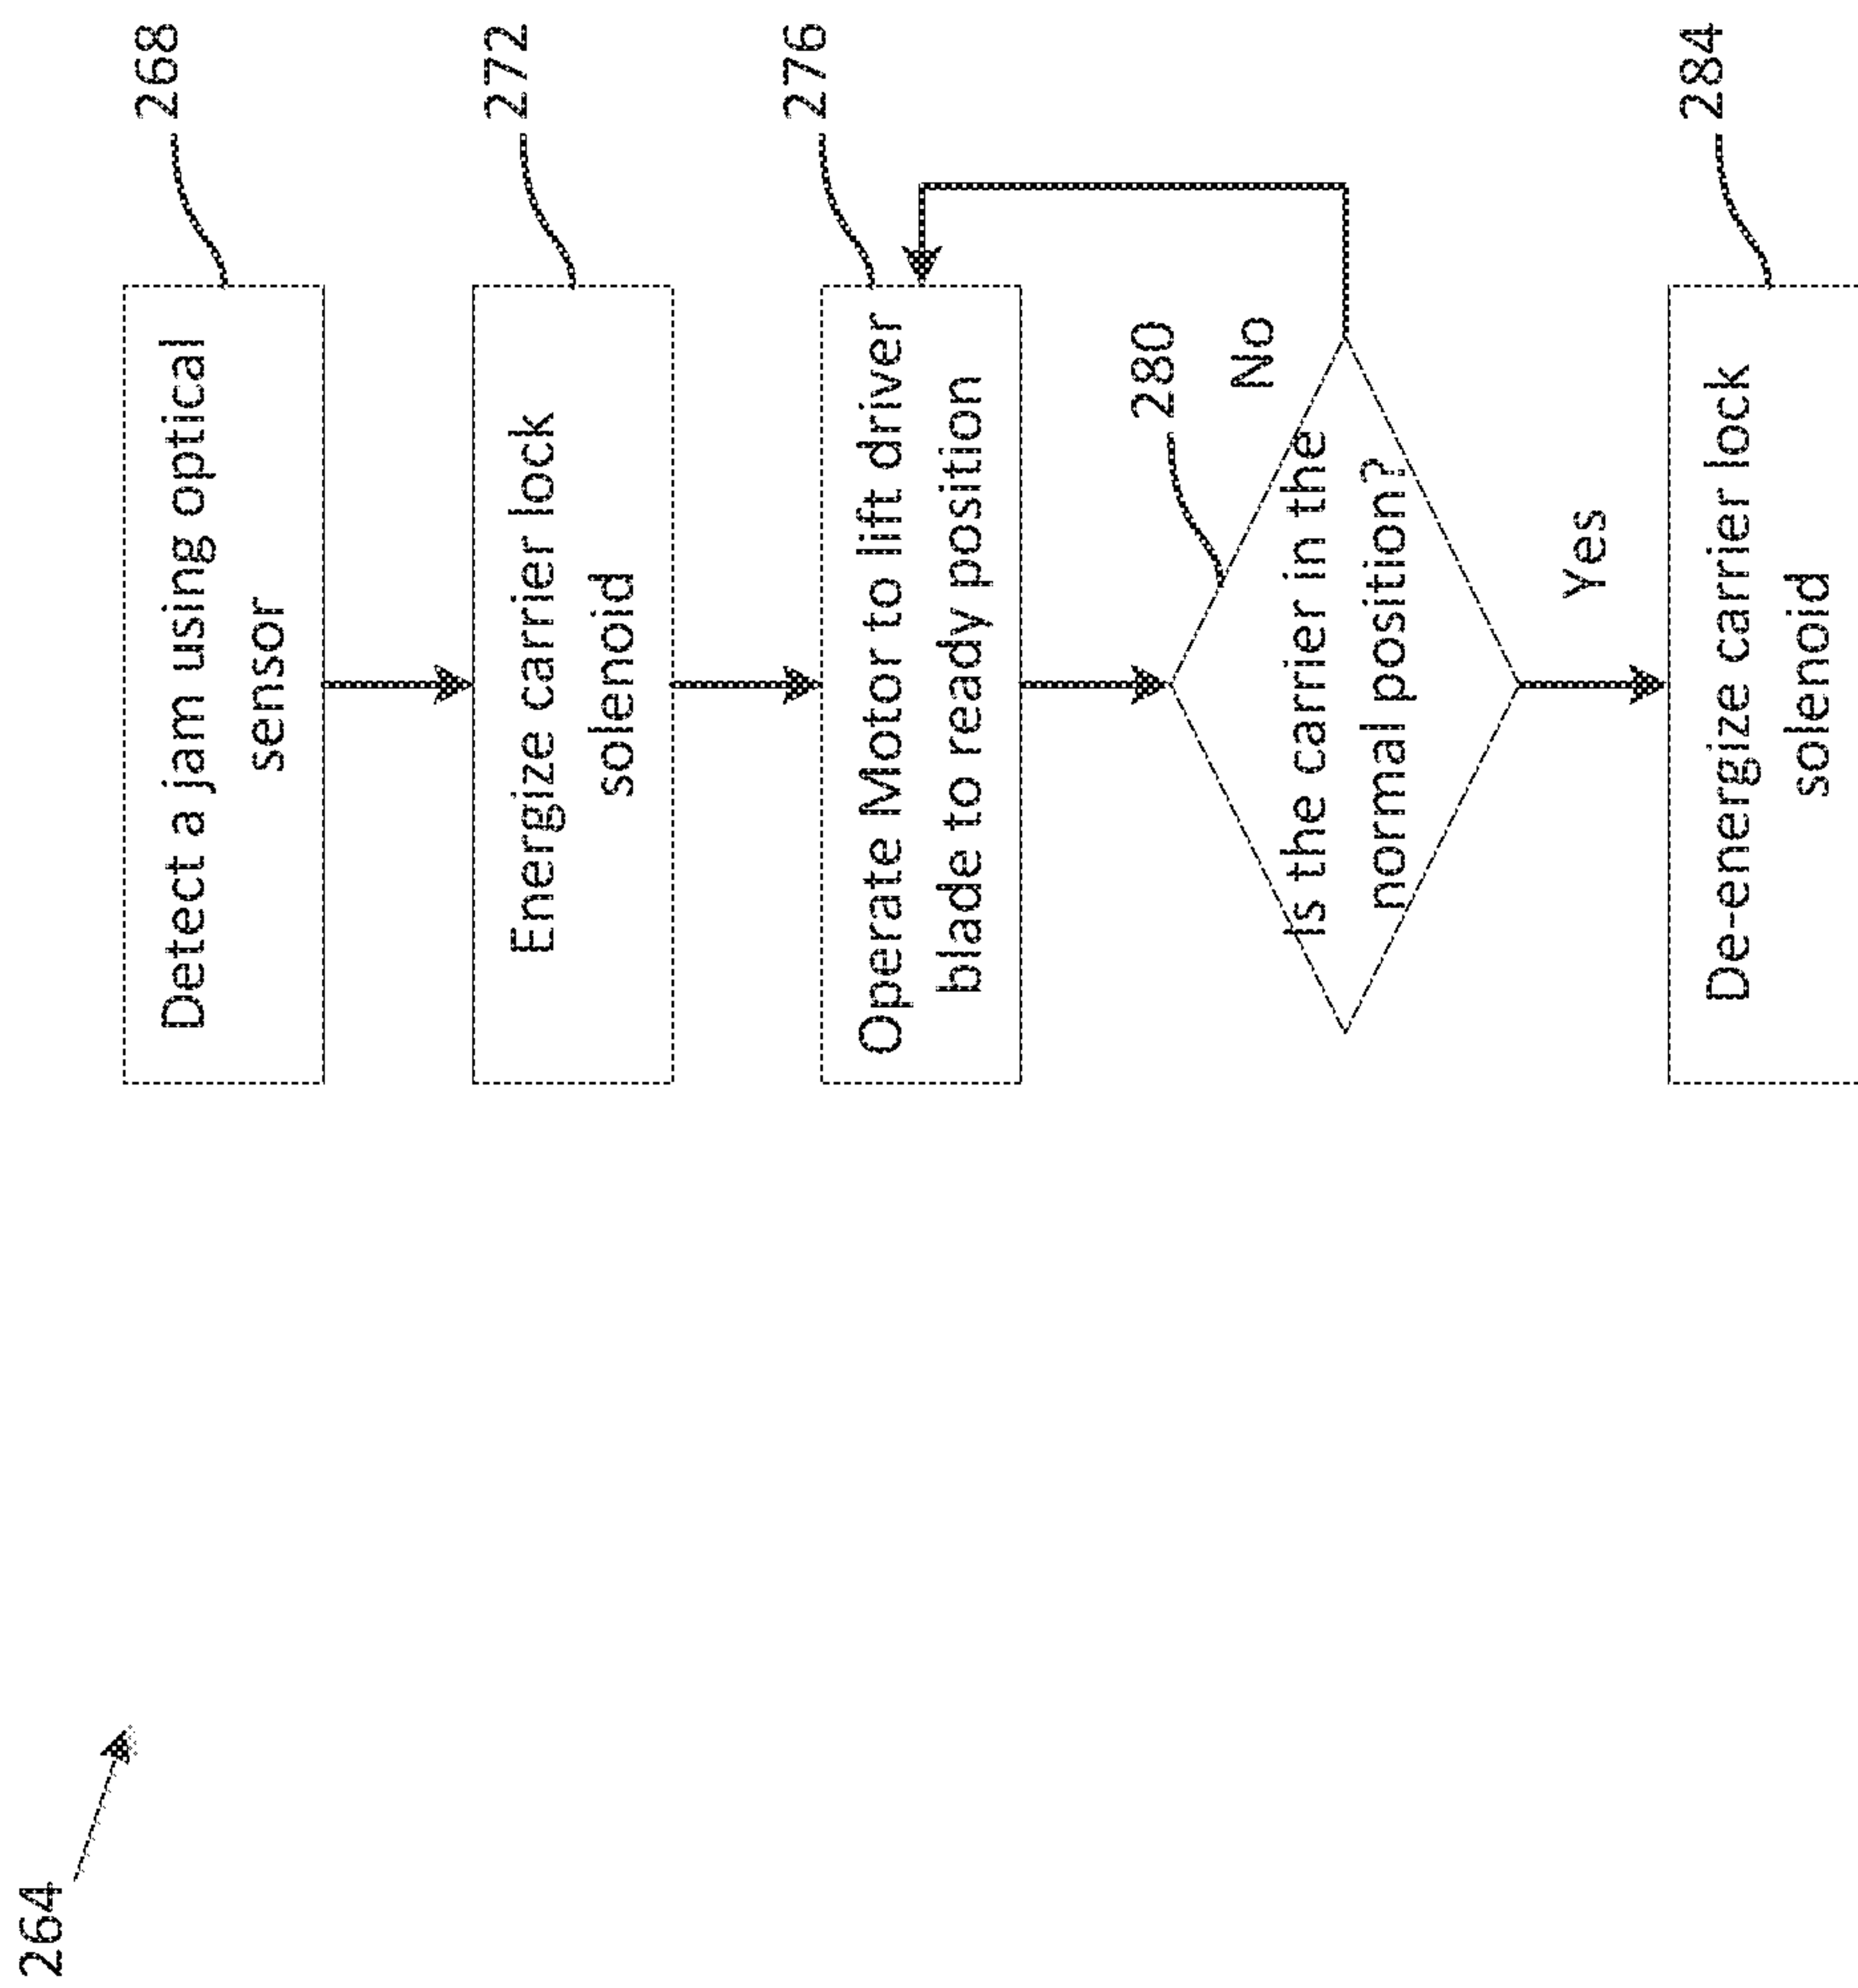 264
268
Detect a jam using optical
sensor
272
Energize carrier lock
solenoid
276
Operate Motor to lift driver
blade to ready position
280
No
Is the carrier in the
normal position?
Yes
284
De-energize carrier lock
solenoid